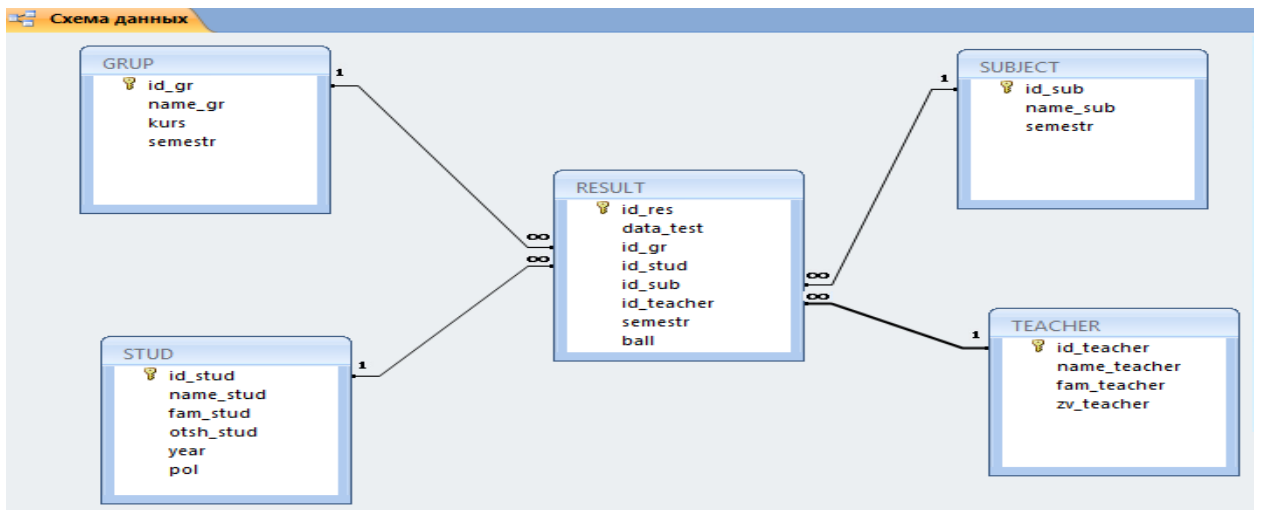 Схема данных
GRUP
id_gr
name_gr
kurs
semestr
1
SUBJECT
id_sub
name_sub
semestr
1
RESULT
id_res
data_test
id_gr
id_stud
id_sub
id_teacher
semestr
ball
∞
∞
∞
∞
STUD
id_stud
name_stud
fam_stud
otsh_stud
year
pol
1
TEACHER
id_teacher
name_teacher
fam_teacher
zv_teacher
1